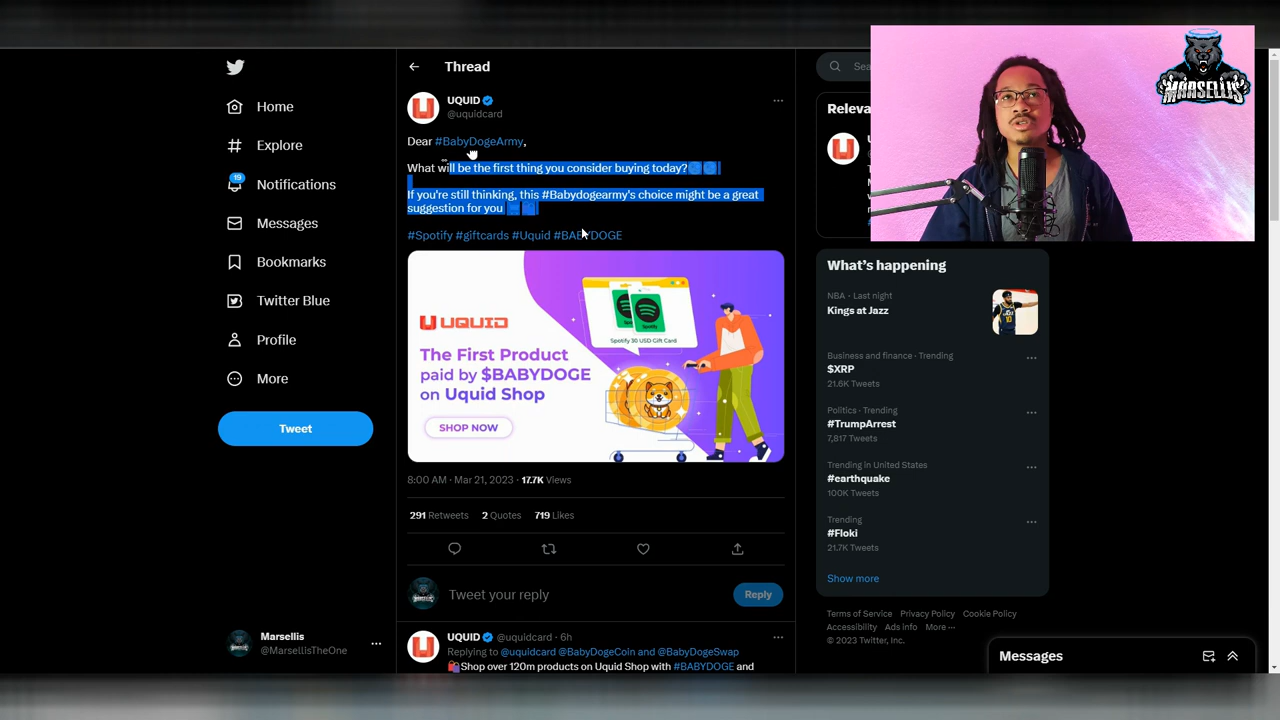 Home
Explore
19
Notifications
Messages
Bookmarks
Twitter Blue
Profile
More
Tweet
Marsellis
@MarsellisTheOne
Thread
UQUID
@uquidcard
Dear #BabyDogeArmy,
What will be the first thing you consider buying today?
If you're still thinking, this #Babydogearmy's choice might be a great
suggestion for you
#Spotify #giftcards #Uquid #BABYDOGE
UQUID
The First Product
paid by $BABYDOGE
on Uquid Shop
SHOP NOW
Spotify 30 USD Gift Card
8:00 AM · Mar 21, 2023 · 17.7K Views
291 Retweets 2 Quotes 719 Likes
Tweet your reply
Reply
UQUID @uquidcard · 6h
Replying to @uquidcard @BabyDogeCoin and @BabyDogeSwap
Shop over 120m products on Uquid Shop with #BABYDOGE and
MARSELLIS
What's happening
NBA · Last night
Kings at Jazz
Business and finance · Trending
$XRP
21.6K Tweets
Politics · Trending
#TrumpArrest
7,817 Tweets
Trending in United States
#earthquake
100K Tweets
Trending
#Floki
21.7K Tweets
Show more
Terms of Service Privacy Policy Cookie Policy
Accessibility Ads info More ···
© 2023 Twitter, Inc.
Messages